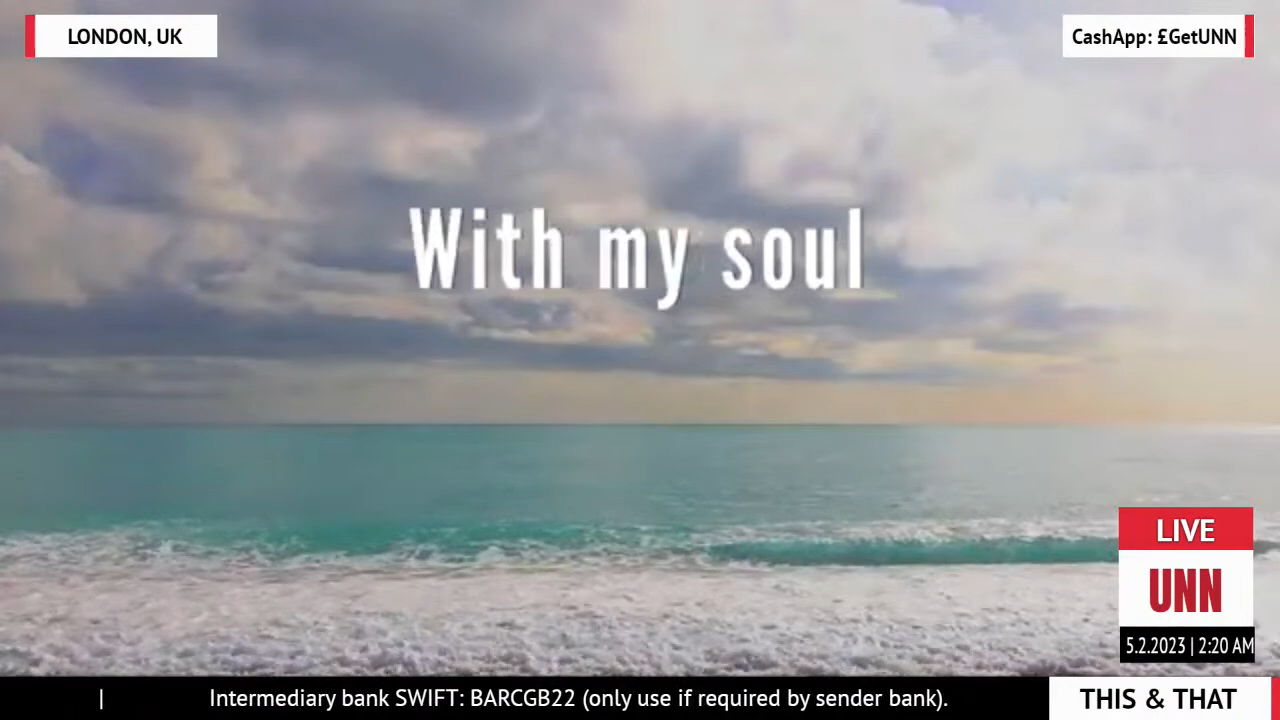 LONDON, UK
CashApp: £GetUNN
With my soul
LIVE
UNN
5.2.2023 | 2:20 AM
| Intermediary bank SWIFT: BARCGB22 (only use if required by sender bank).
THIS & THAT